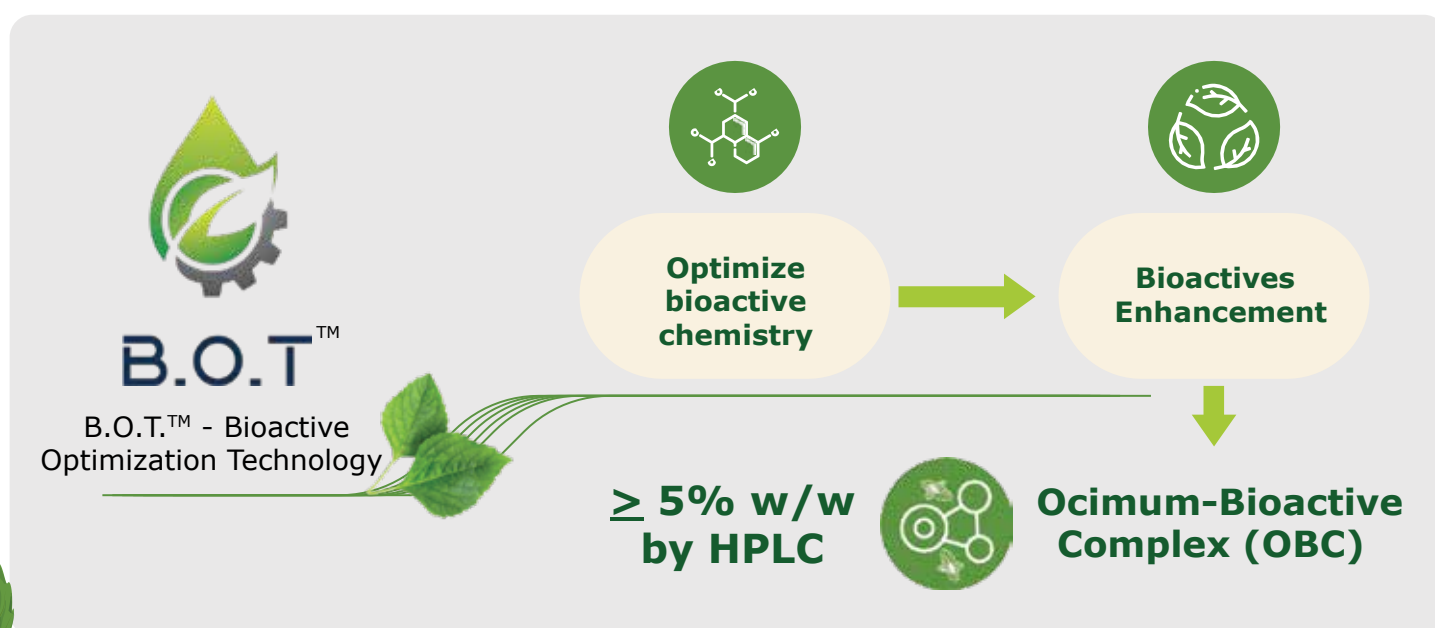 B.O.T™
B.O.T.™ - Bioactive
Optimization Technology
Optimize
bioactive
chemistry
Bioactives
Enhancement
≥ 5% w/w
by HPLC
Ocimum-Bioactive
Complex (OBC)